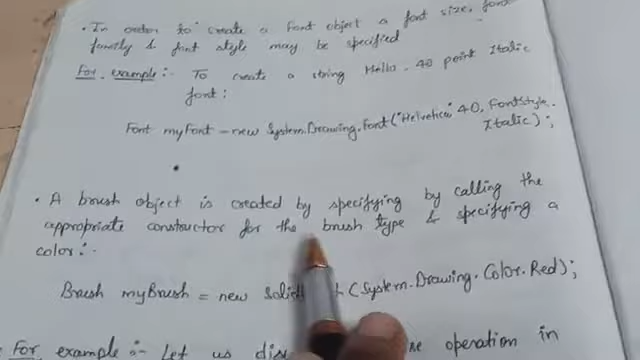 • In order to create a Font object a font size, font
family & font style may be specified
For example:- To create a string Hello . 40 point Italic
font :
Font myFont = new System.Drawing.Font("Helvetica" 40, FontStyle.
Italic);
• A brush object is created by specifying by calling the
appropriate constructor for the brush type & specifying a
color:-
Brush myBrush = new (System.Drawing.Color.Red);
For example :- Let us operation in